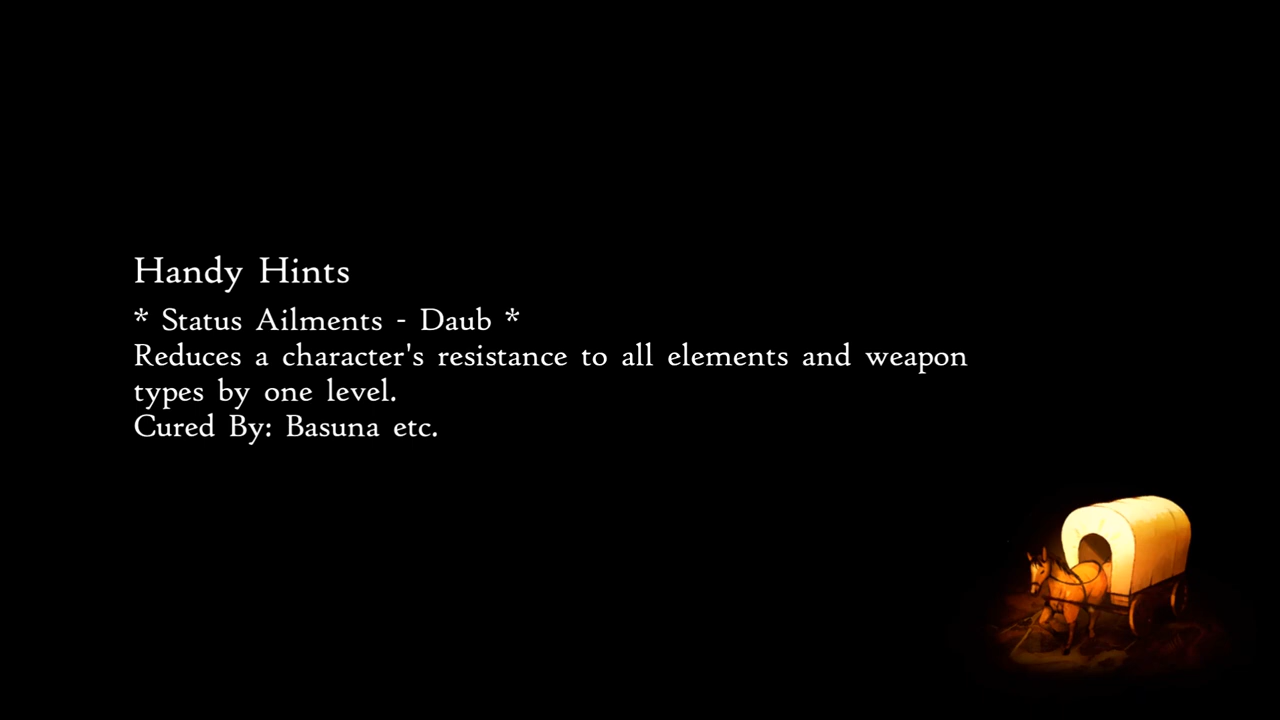 Handy Hints
* Status Ailments - Daub *
Reduces a character's resistance to all elements and weapon
types by one level.
Cured By: Basuna etc.